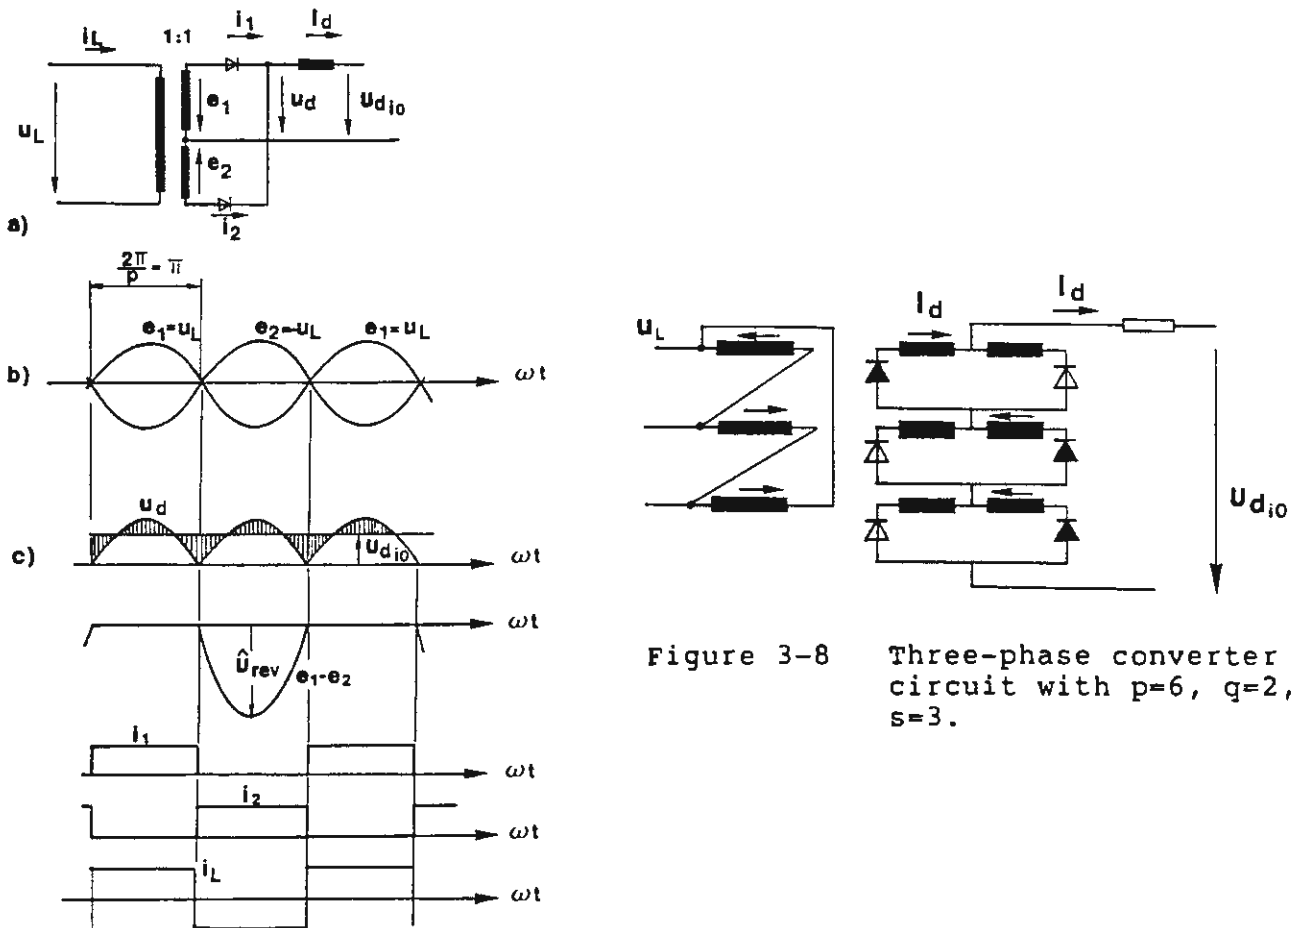 i_L 1:1 i_1 I_d
u_L e_1 u_d U_di0
e_2
i_2
a)
2π/p = π
e_1=u_L e_2=-u_L e_1=u_L
b) ωt
u_d
c) U_di0 ωt
ωt
Û_rev e_1-e_2
i_1
ωt
i_2
ωt
i_L
ωt
I_d I_d
u_L
U_di0
Figure 3-8 Three-phase converter
circuit with p=6, q=2,
s=3.